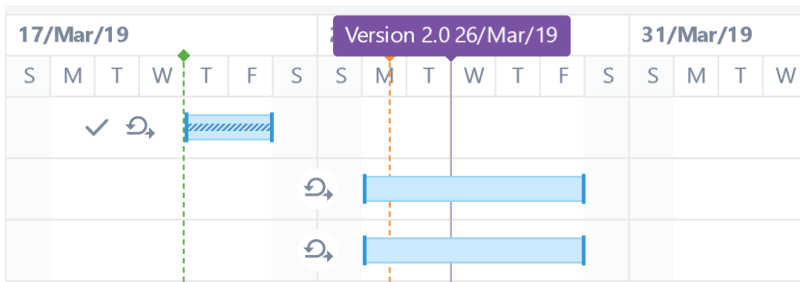 17/Mar/19 Version 2.0 26/Mar/19 31/Mar/19
S M T W T F S S M T W T F S S M T W